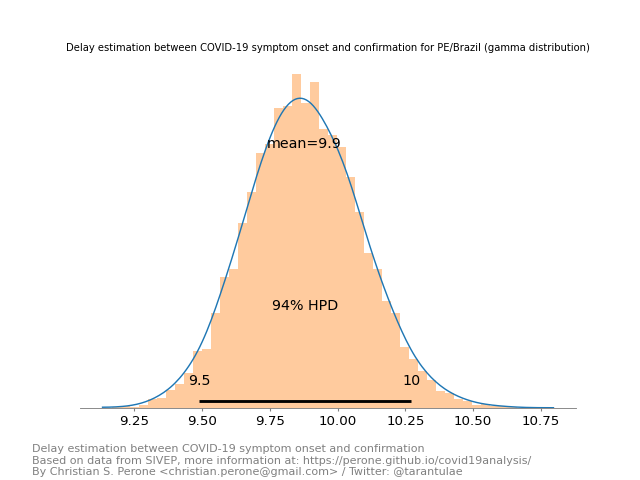 Delay estimation between COVID-19 symptom onset and confirmation for PE/Brazil (gamma distribution)
mean=9.9
94% HPD
9.5 10
9.25 9.50 9.75 10.00 10.25 10.50 10.75
Delay estimation between COVID-19 symptom onset and confirmation
Based on data from SIVEP, more information at: https://perone.github.io/covid19analysis/
By Christian S. Perone <christian.perone@gmail.com> / Twitter: @tarantulae